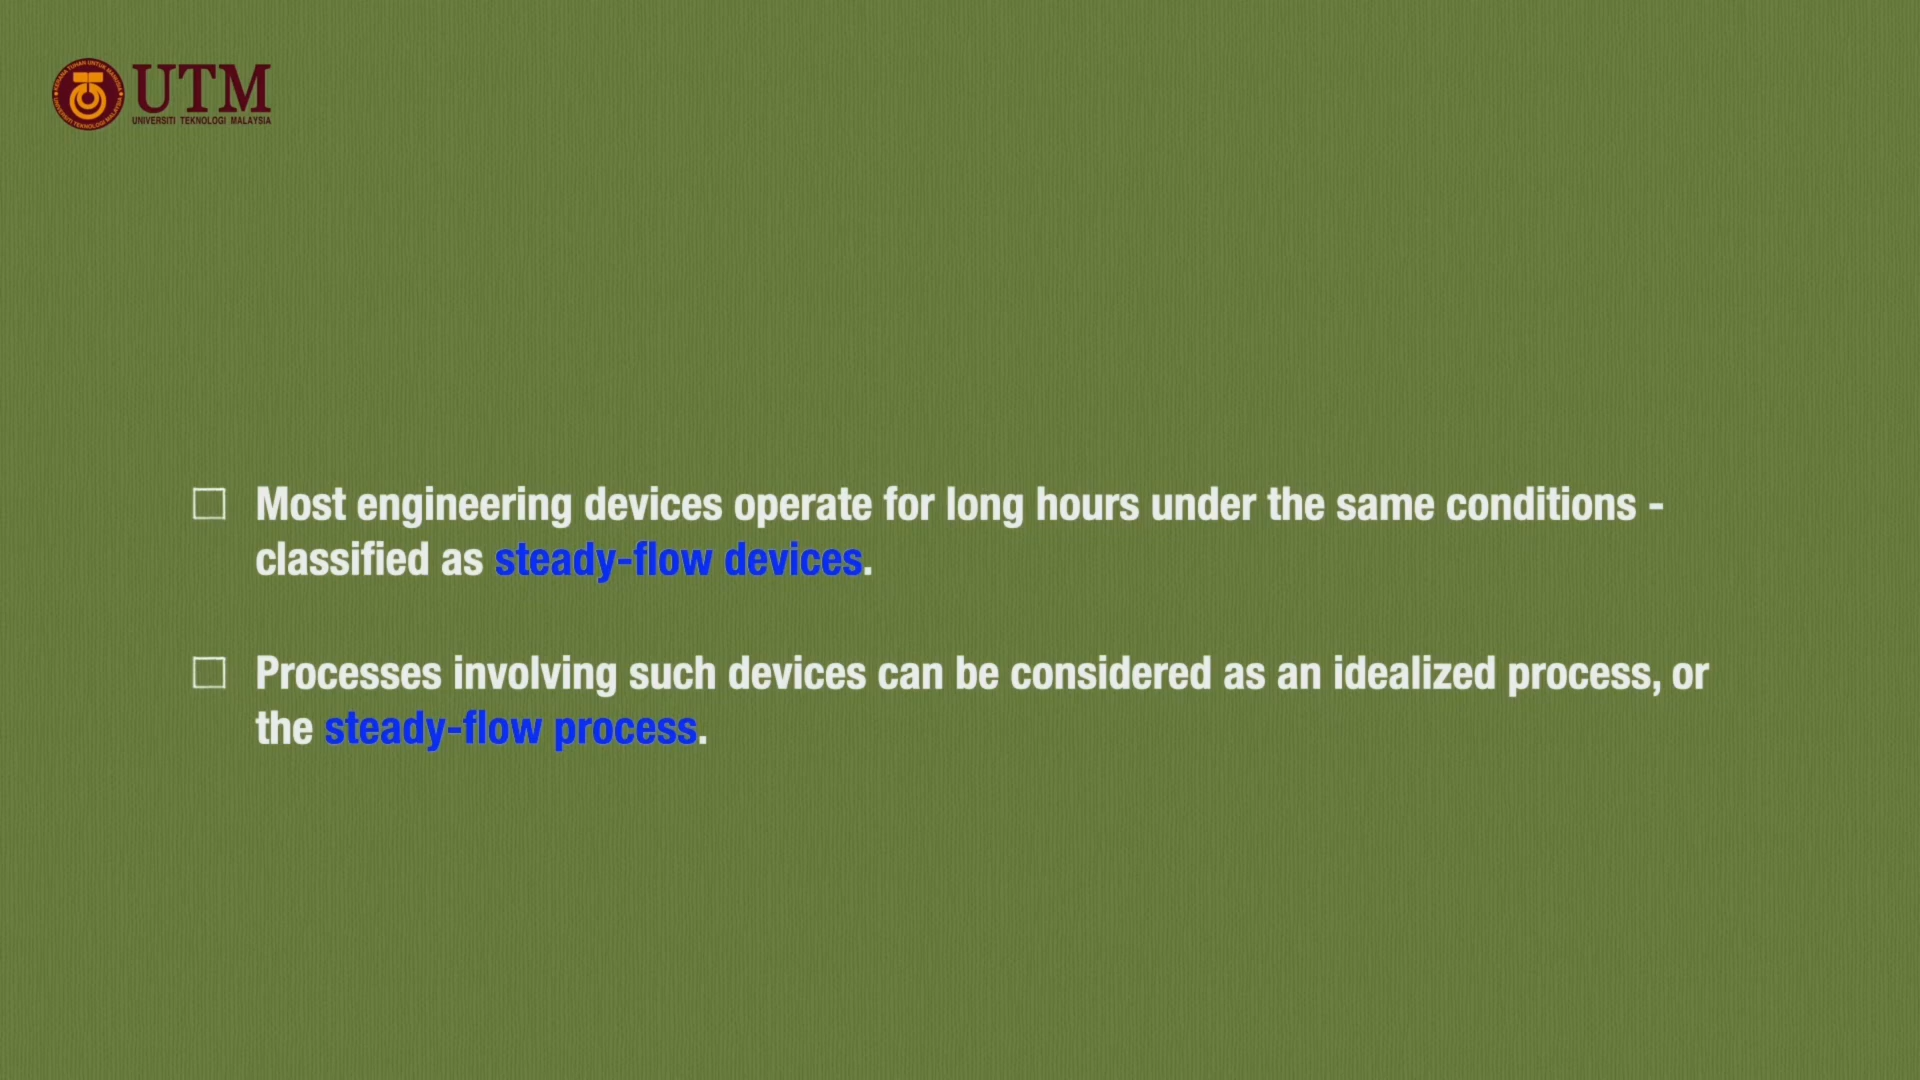 UTM
UNIVERSITI TEKNOLOGI MALAYSIA
Most engineering devices operate for long hours under the same conditions -
classified as steady-flow devices.
Processes involving such devices can be considered as an idealized process, or
the steady-flow process.